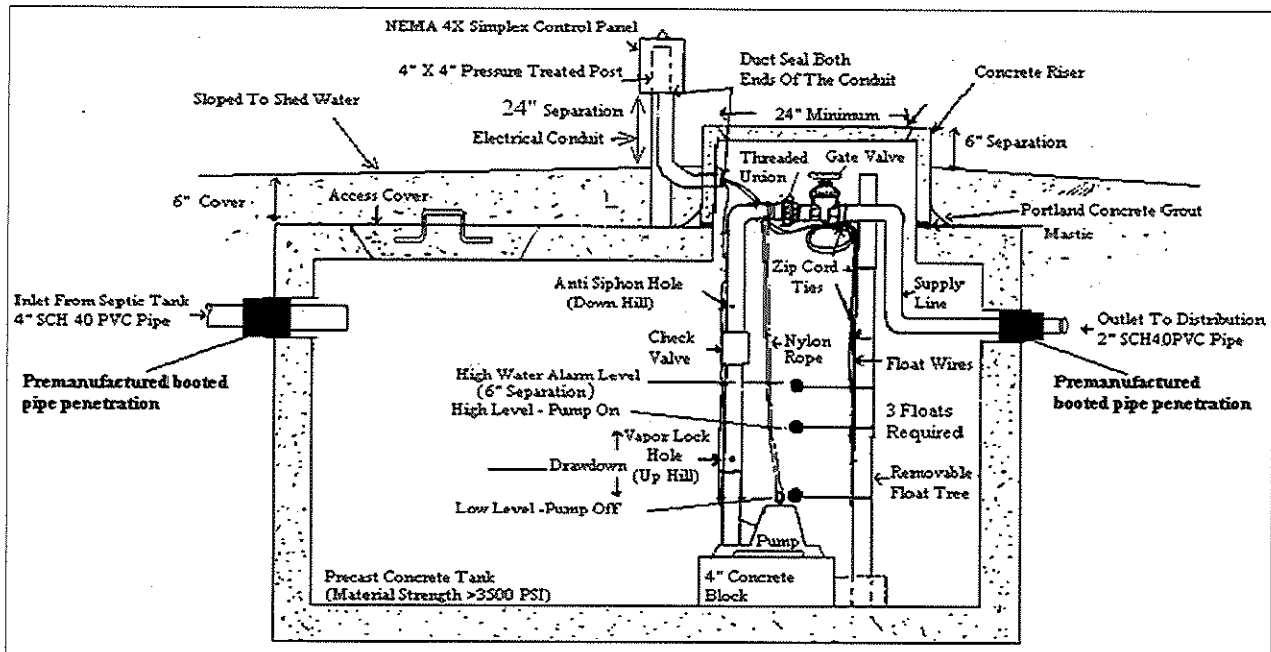 NEMA 4X Simplex Control Panel
4" X 4" Pressure Treated Post
Duct Seal Both
Ends Of The Conduit
Concrete Riser
Sloped To Shed Water
24" Separation
Electrical Conduit
24" Minimum
6" Separation
Threaded
Union
Gate Valve
6" Cover
Access Cover
Portland Concrete Grout
Mastic
Anti Siphon Hole
(Down Hill)
Zip Cord
Ties
Supply
Line
Inlet From Septic Tank
4" SCH 40 PVC Pipe
Outlet To Distribution
2" SCH40PVC Pipe
Check
Valve
Nylon
Rope
Float Wires
Premanufactured booted
pipe penetration
Premanufactured
booted pipe penetration
High Water Alarm Level
(6" Separation)
High Level - Pump On
3 Floats
Required
Vapor Lock
Hole
(Up Hill)
Drawdown
Removable
Float Tree
Low Level -Pump Off
Pump
Precast Concrete Tank
(Material Strength >3500 PSI)
4" Concrete
Block